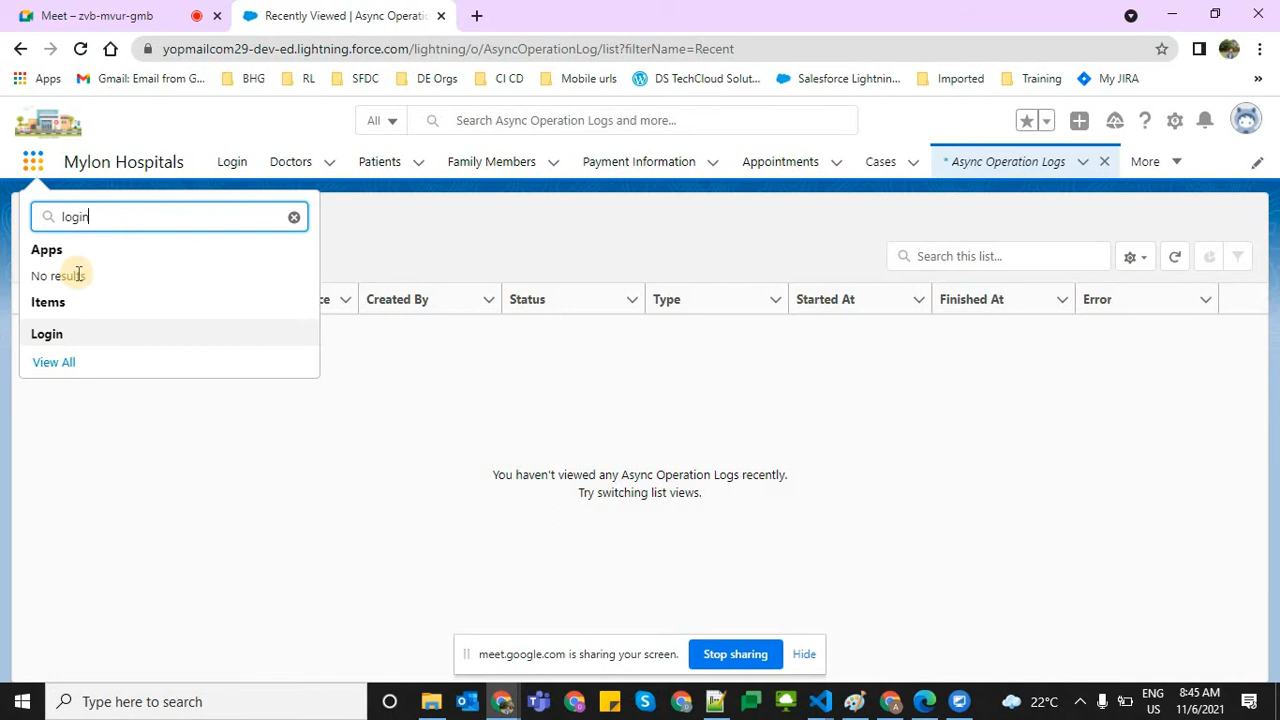 Meet – zvb-mvur-gmb
Recently Viewed | Async Operatio
yopmailcom29-dev-ed.lightning.force.com/lightning/o/AsyncOperationLog/list?filterName=Recent
Apps Gmail: Email from G... BHG RL SFDC DE Orgs CI CD Mobile urls DS TechCloud Solut... Salesforce Lightnin... Imported Training My JIRA »
All Search Async Operation Logs and more...
Mylon Hospitals Login Doctors Patients Family Members Payment Information Appointments Cases * Async Operation Logs More
login
Apps
No results
Items
Login
View All
Search this list...
ce Created By Status Type Started At Finished At Error
You haven't viewed any Async Operation Logs recently.
Try switching list views.
meet.google.com is sharing your screen. Stop sharing Hide
Type here to search
22°C
ENG
US
8:45 AM
11/6/2021